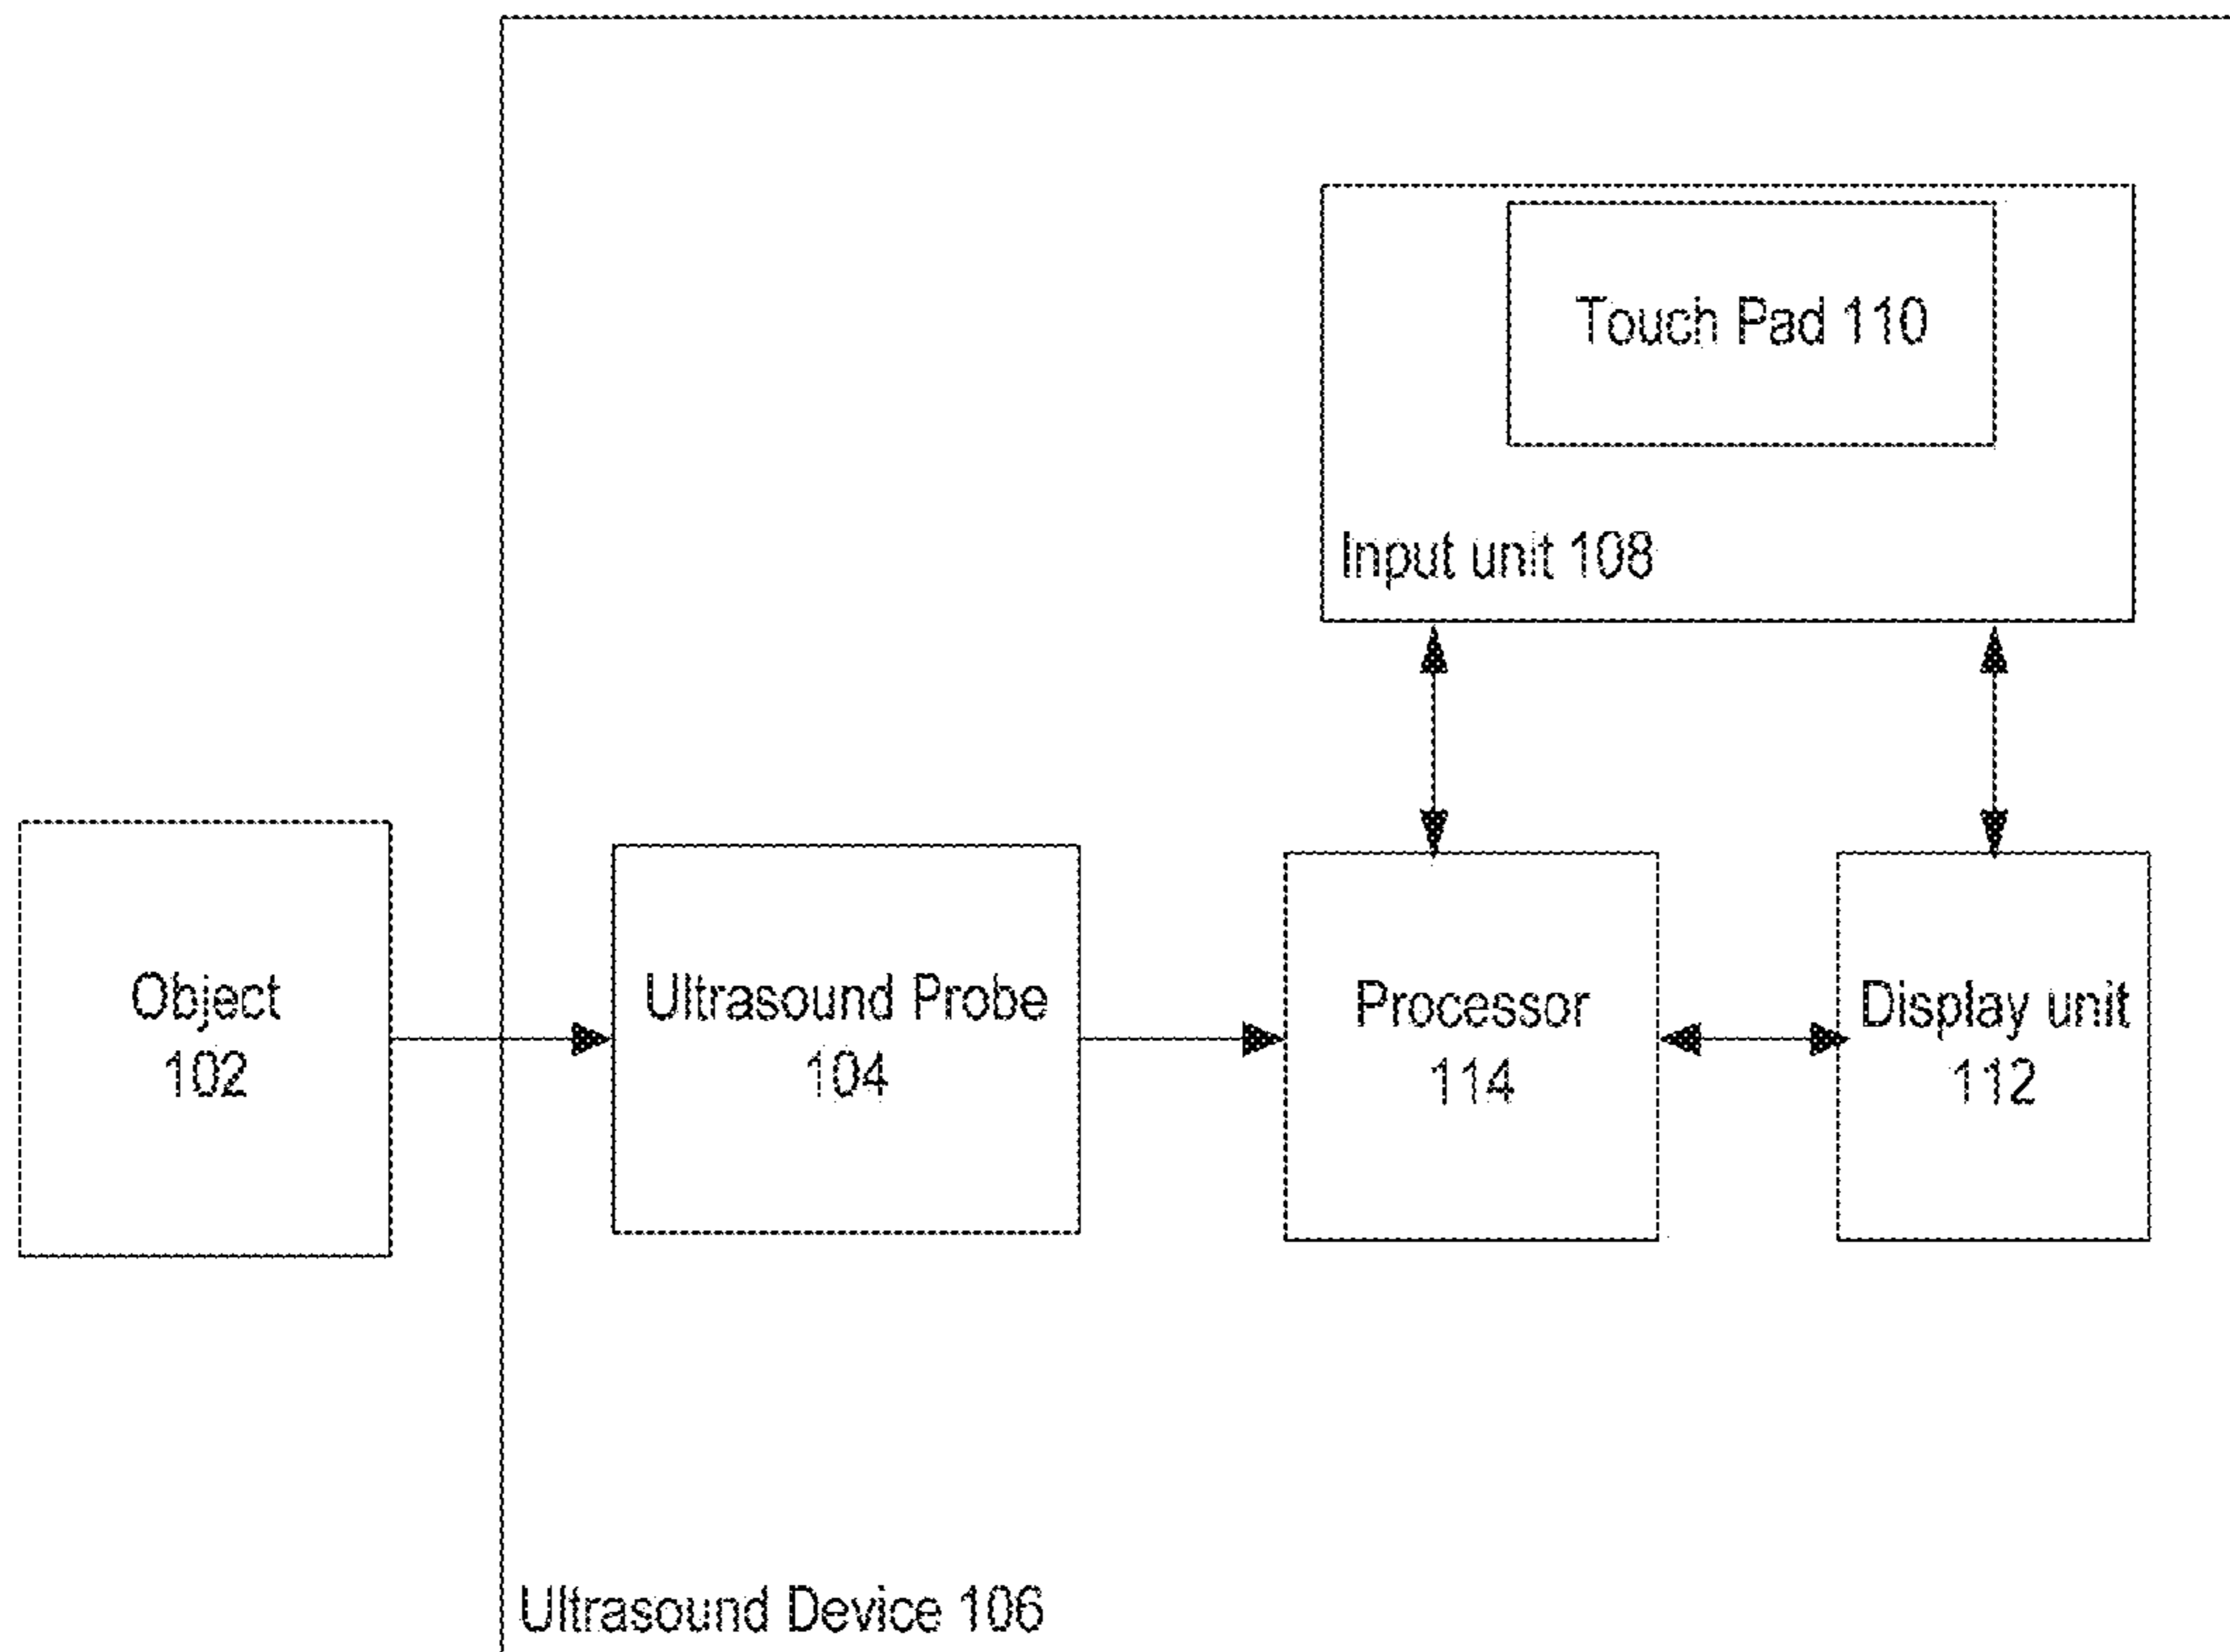 Touch Pad 110
Input unit 108
Object
102
Ultrasound Probe
104
Processor
114
Display unit
112
Ultrasound Device 106